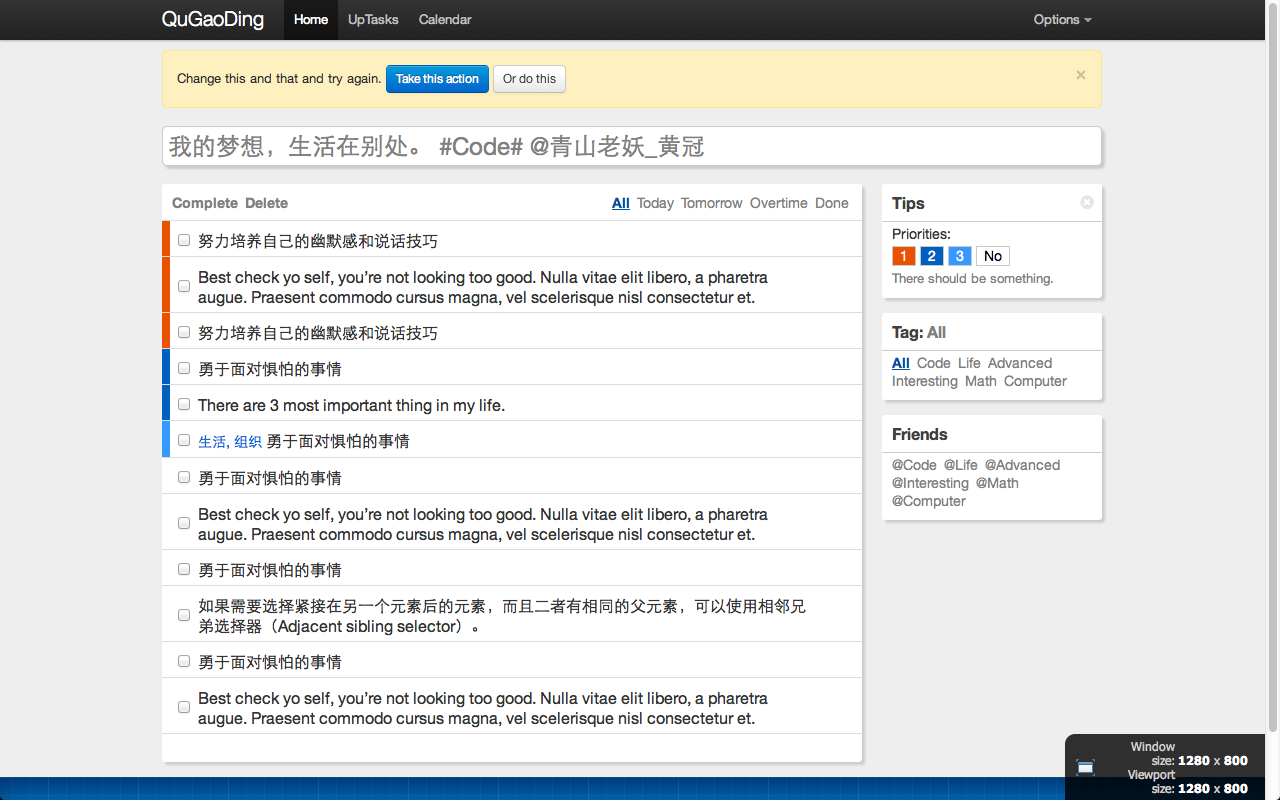 QuGaoDing Home UpTasks Calendar Options
Change this and that and try again. Take this action Or do this ×
我的梦想，生活在别处。 #Code# @青山老妖_黄冠
Complete Delete All Today Tomorrow Overtime Done
努力培养自己的幽默感和说话技巧
Best check yo self, you’re not looking too good. Nulla vitae elit libero, a pharetra
augue. Praesent commodo cursus magna, vel scelerisque nisl consectetur et.
努力培养自己的幽默感和说话技巧
勇于面对惧怕的事情
There are 3 most important thing in my life.
生活, 组织 勇于面对惧怕的事情
勇于面对惧怕的事情
Best check yo self, you’re not looking too good. Nulla vitae elit libero, a pharetra
augue. Praesent commodo cursus magna, vel scelerisque nisl consectetur et.
勇于面对惧怕的事情
如果需要选择紧接在另一个元素后的元素，而且二者有相同的父元素，可以使用相邻兄
弟选择器（Adjacent sibling selector）。
勇于面对惧怕的事情
Best check yo self, you’re not looking too good. Nulla vitae elit libero, a pharetra
augue. Praesent commodo cursus magna, vel scelerisque nisl consectetur et.
Tips
Priorities:
1 2 3 No
There should be something.
Tag: All
All Code Life Advanced
Interesting Math Computer
Friends
@Code @Life @Advanced
@Interesting @Math
@Computer
Window
size: 1280 x 800
Viewport
size: 1280 x 800